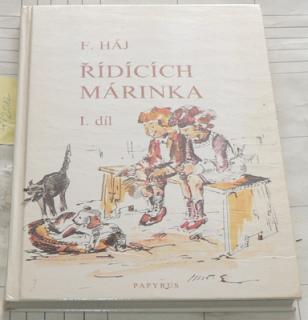 F. HÁJ
ŘÍDÍCÍCH
MÁRINKA
I. díl
PAPYRUS